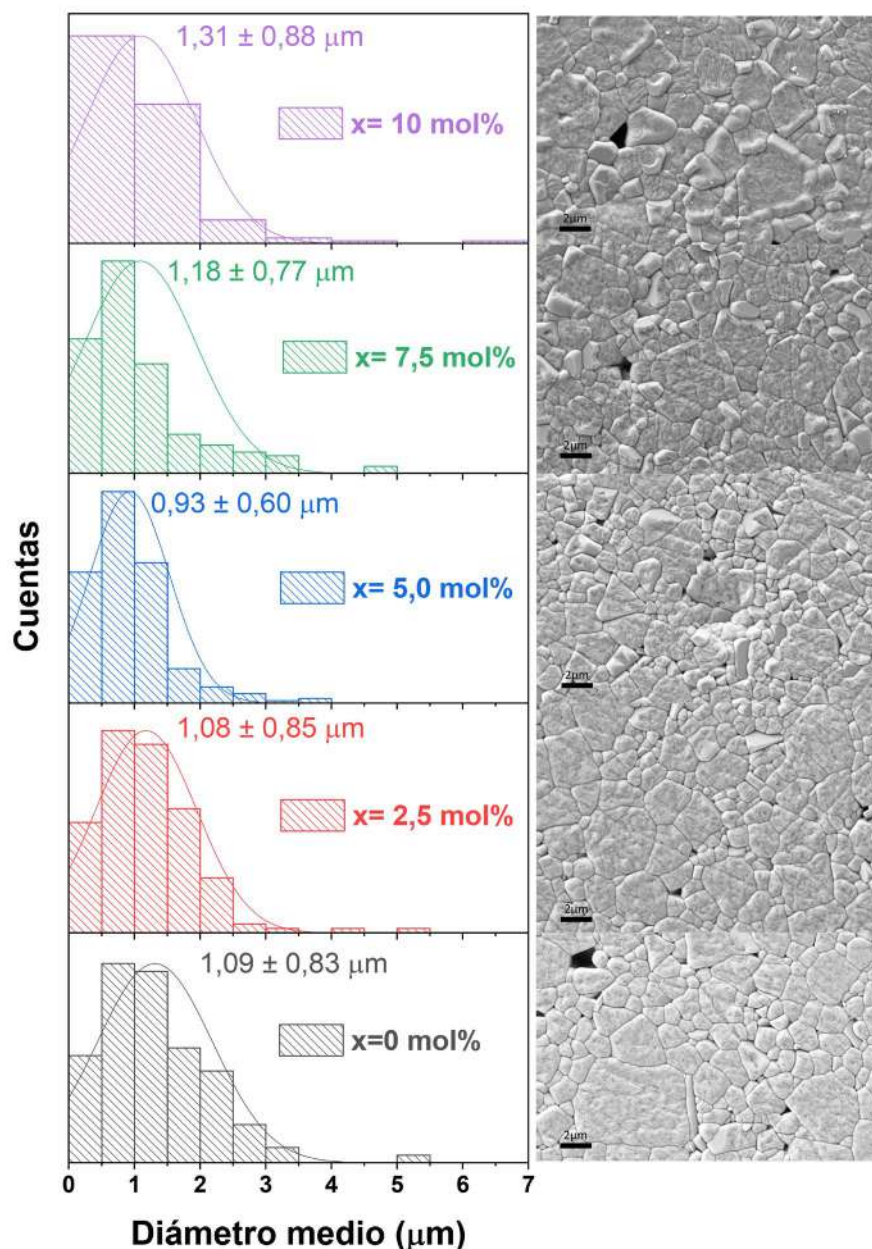 1,31 ± 0,88 μm
x= 10 mol%
2μm
1,18 ± 0,77 μm
x= 7,5 mol%
2μm
Cuentas
0,93 ± 0,60 μm
x= 5,0 mol%
2μm
1,08 ± 0,85 μm
x= 2,5 mol%
2μm
1,09 ± 0,83 μm
x=0 mol%
2μm
0 1 2 3 4 5 6 7
Diámetro medio (μm)